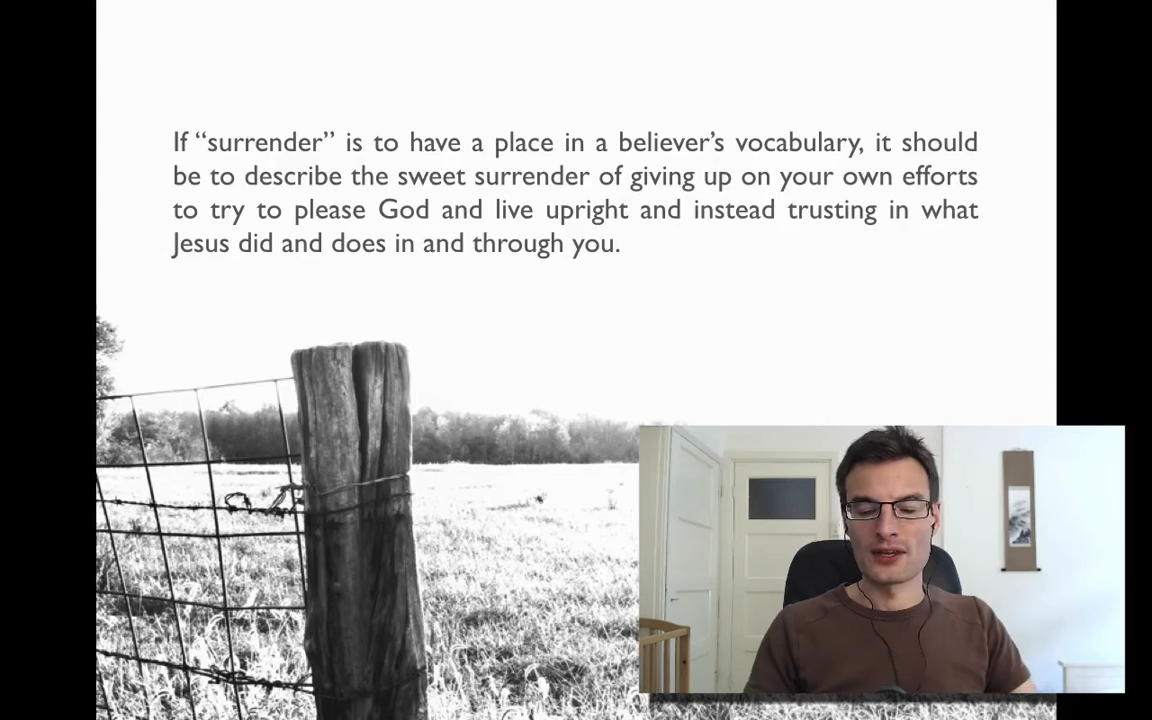 If “surrender” is to have a place in a believer’s vocabulary, it should
be to describe the sweet surrender of giving up on your own efforts
to try to please God and live upright and instead trusting in what
Jesus did and does in and through you.